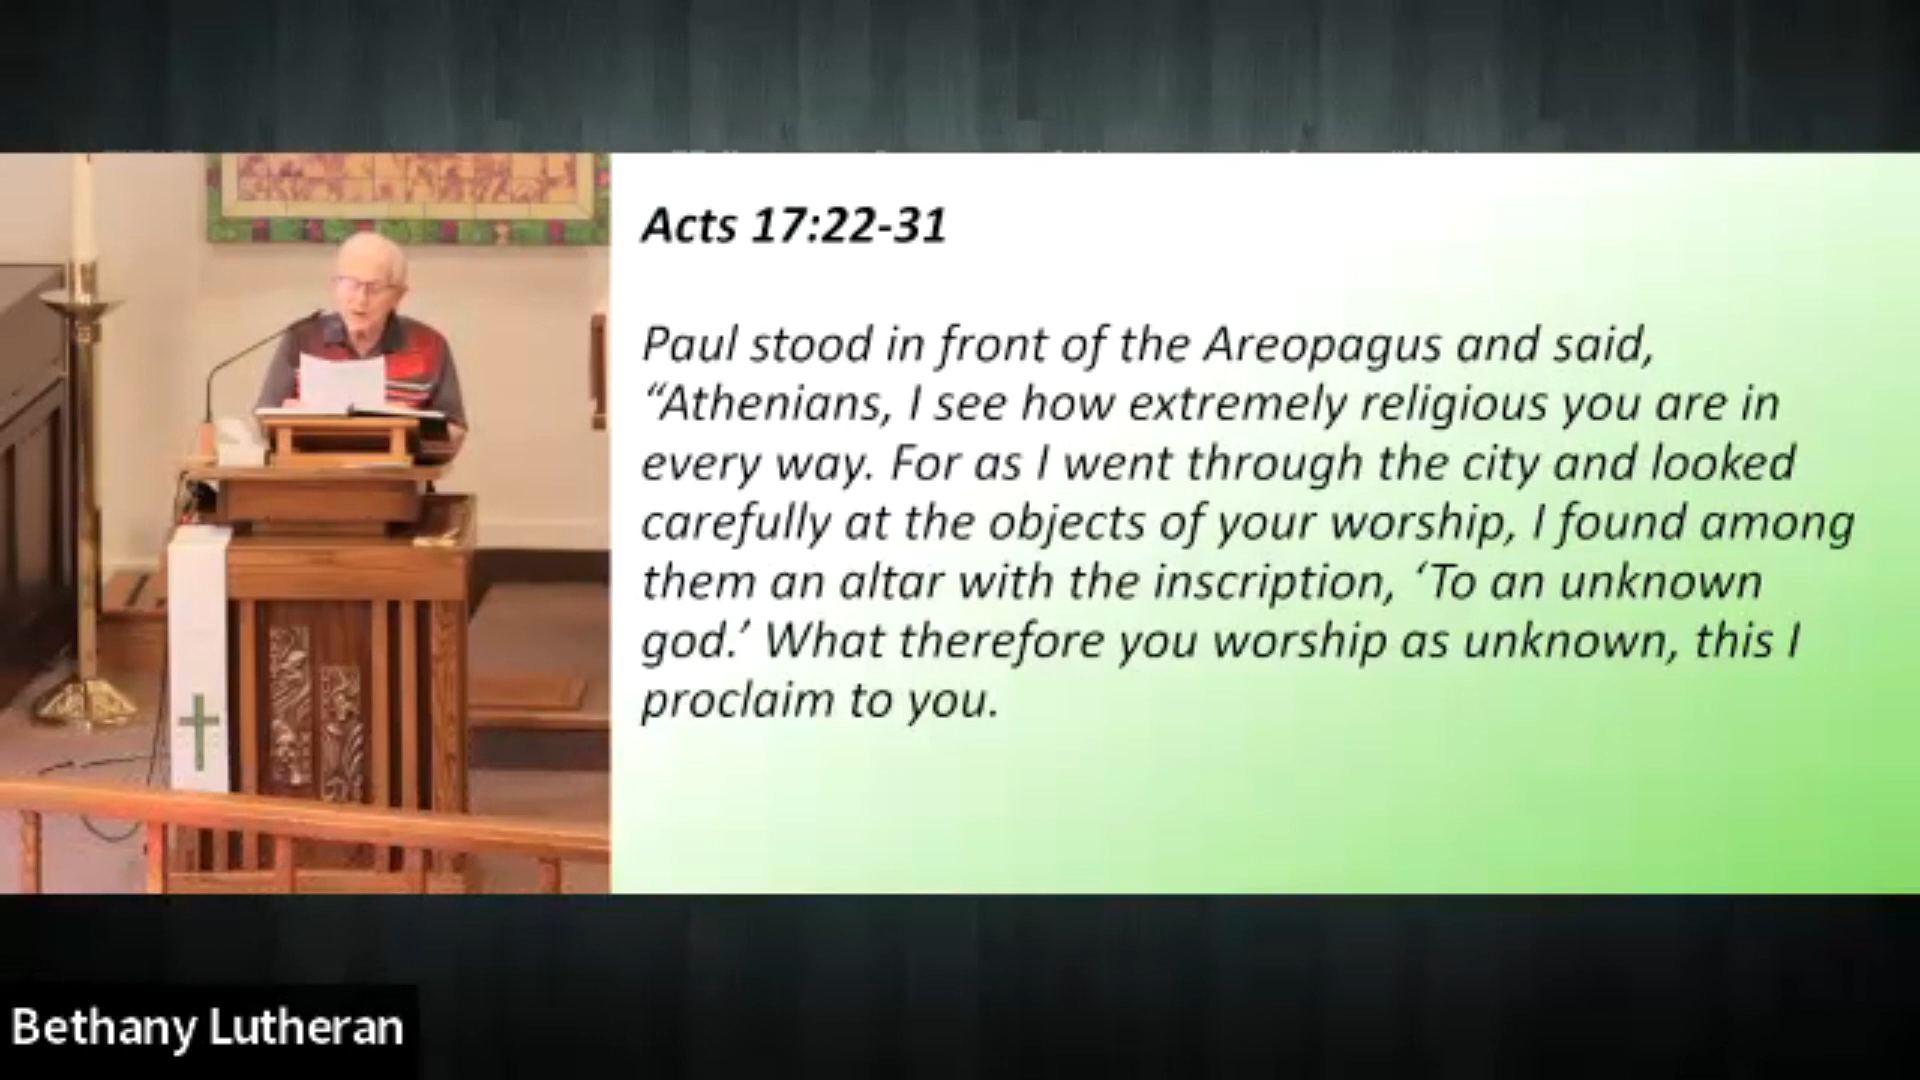 Acts 17:22-31
Paul stood in front of the Areopagus and said,
“Athenians, I see how extremely religious you are in
every way. For as I went through the city and looked
carefully at the objects of your worship, I found among
them an altar with the inscription, ‘To an unknown
god.’ What therefore you worship as unknown, this I
proclaim to you.
Bethany Lutheran